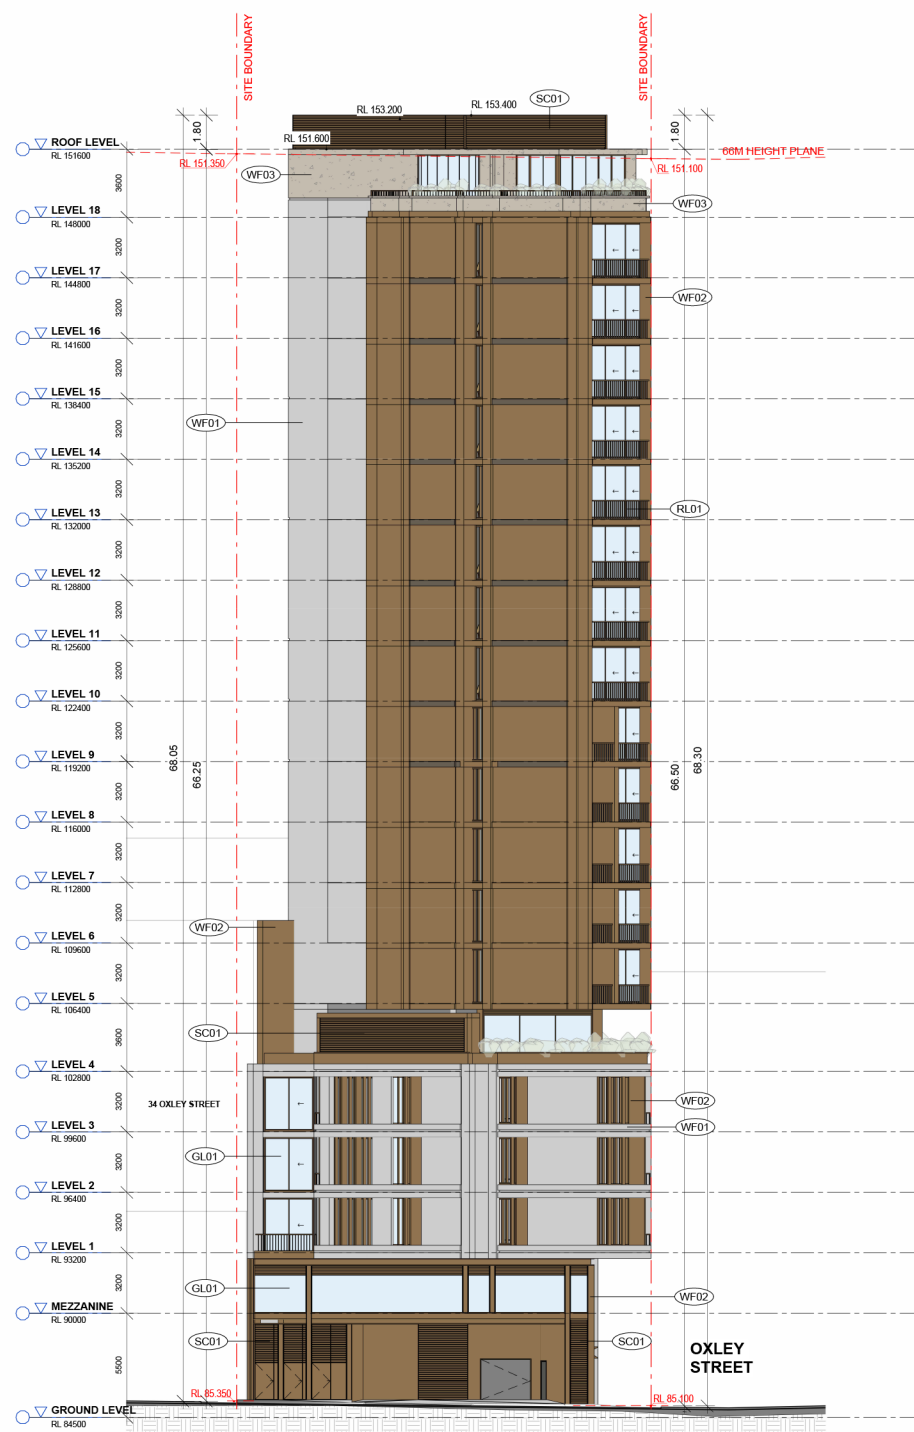 SITE BOUNDARY
SITE BOUNDARY
SC01
RL 153.200
RL 153.400
1.80
1.80
RL 151.600
ROOF LEVEL
RL 151600
RL 151.350
66M HEIGHT PLANE
RL 151.100
WF03
3600
WF03
LEVEL 18
RL 148000
3200
LEVEL 17
RL 144800
WF02
3200
LEVEL 16
RL 141600
3200
LEVEL 15
RL 138400
WF01
3200
LEVEL 14
RL 135200
3200
LEVEL 13
RL 132000
RL01
3200
LEVEL 12
RL 128800
3200
LEVEL 11
RL 125600
3200
LEVEL 10
RL 122400
3200
LEVEL 9
RL 119200
68.05
66.25
66.50
68.30
3200
LEVEL 8
RL 116000
3200
LEVEL 7
RL 112800
3200
WF02
LEVEL 6
RL 109600
3200
LEVEL 5
RL 106400
SC01
3600
LEVEL 4
RL 102800
3200
34 OXLEY STREET
WF02
LEVEL 3
RL 99600
WF01
3200
GL01
LEVEL 2
RL 96400
3200
LEVEL 1
RL 93200
3200
GL01
WF02
MEZZANINE
RL 90000
SC01
SC01
5500
OXLEY
STREET
RL 85.350
RL 85.100
GROUND LEVEL
RL 84500